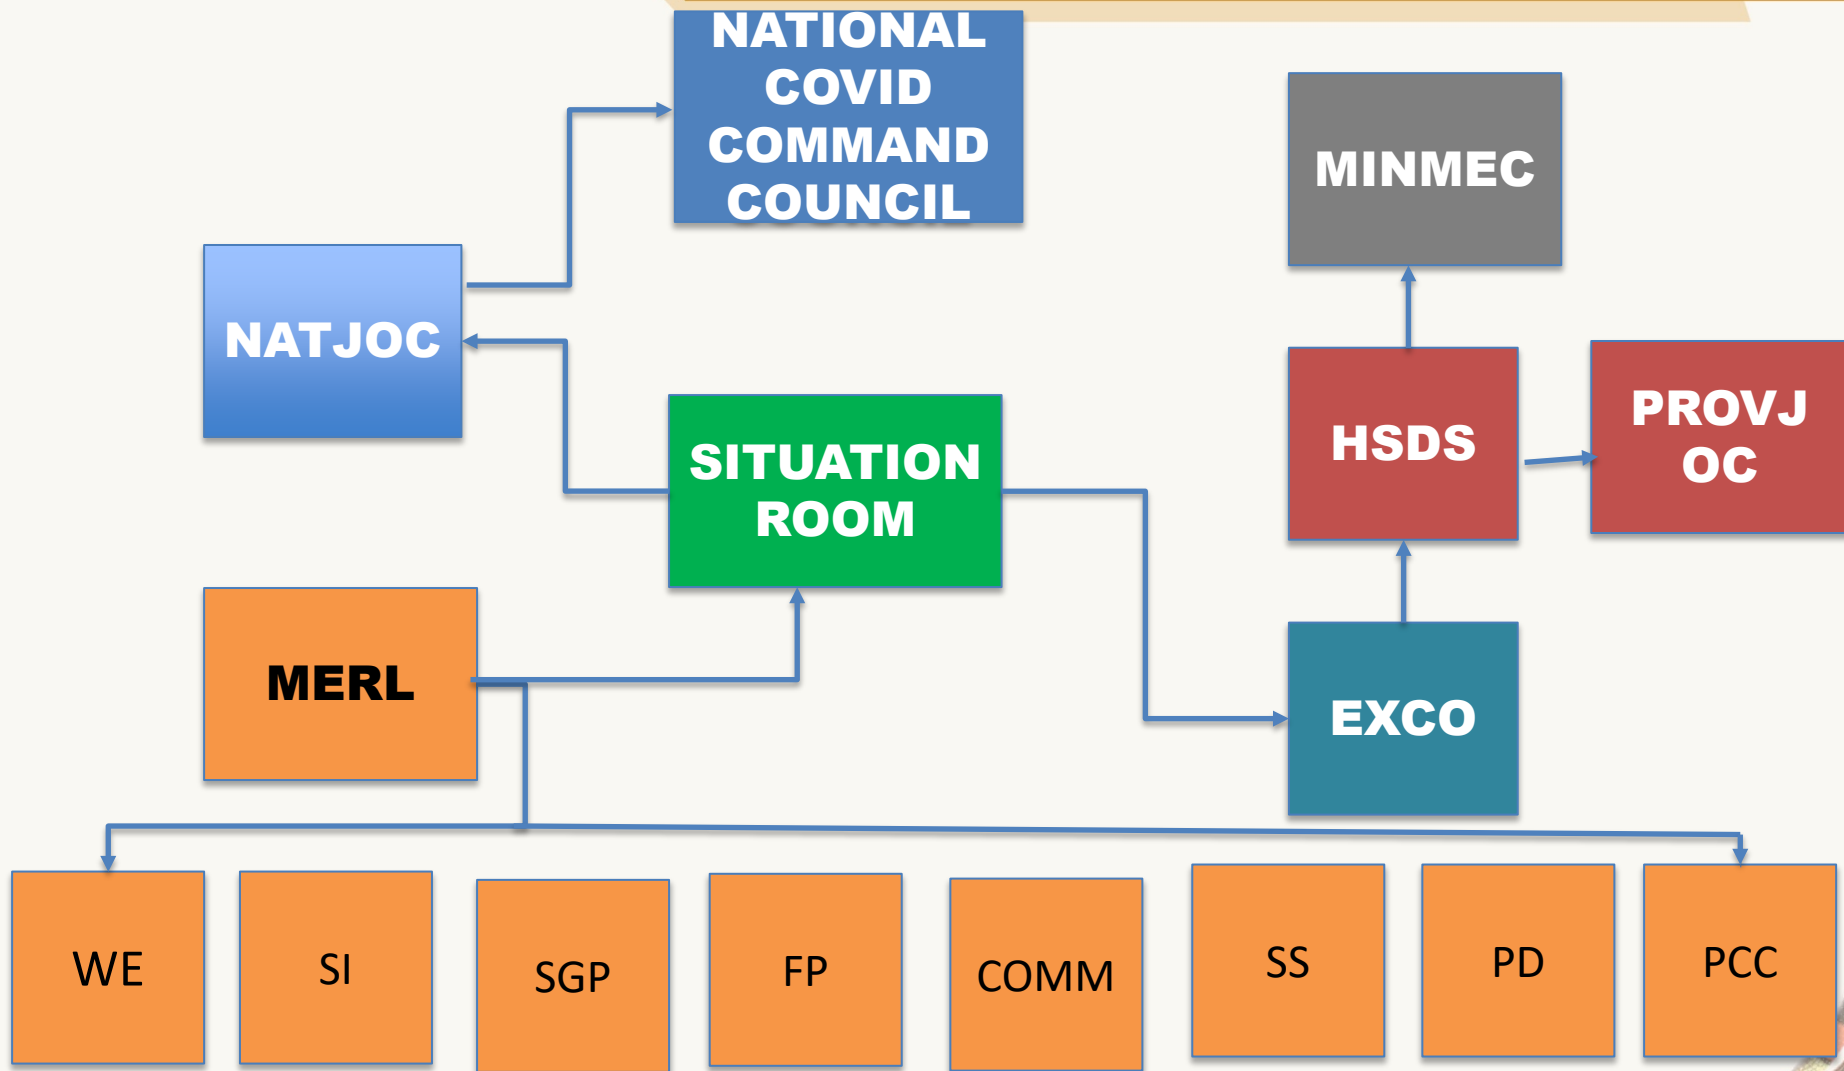 NATIONAL
COVID
COMMAND
COUNCIL
MINMEC
NATJOC
HSDS
PROVJ
OC
SITUATION
ROOM
MERL
EXCO
WE
SI
SGP
FP
COMM
SS
PD
PCC